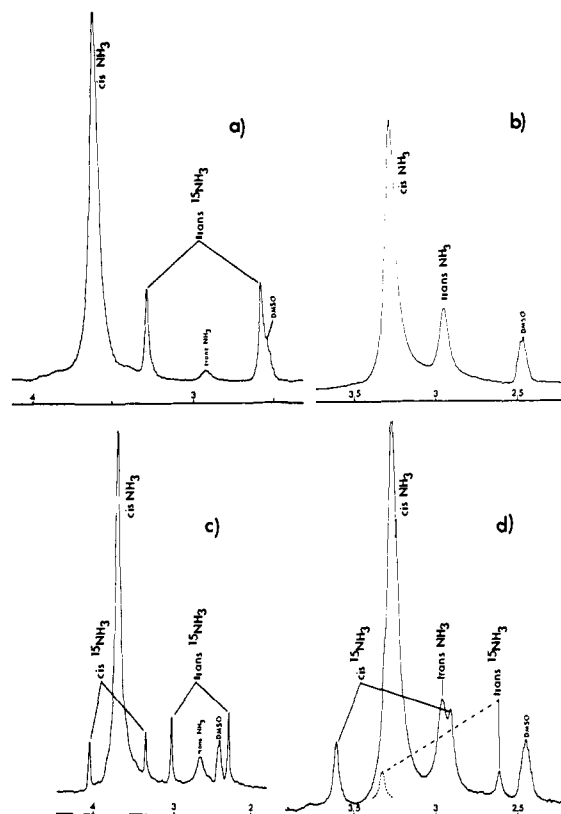 a)
cis NH3
trans 15NH3
trans NH3
DMSO
4
3
b)
cis NH3
trans NH3
DMSO
3,5
3
2,5
c)
cis NH3
cis 15NH3
trans 15NH3
trans NH3
DMSO
4
3
2
d)
cis NH3
cis 15NH3
trans NH3
trans 15NH3
DMSO
3,5
3
2,5